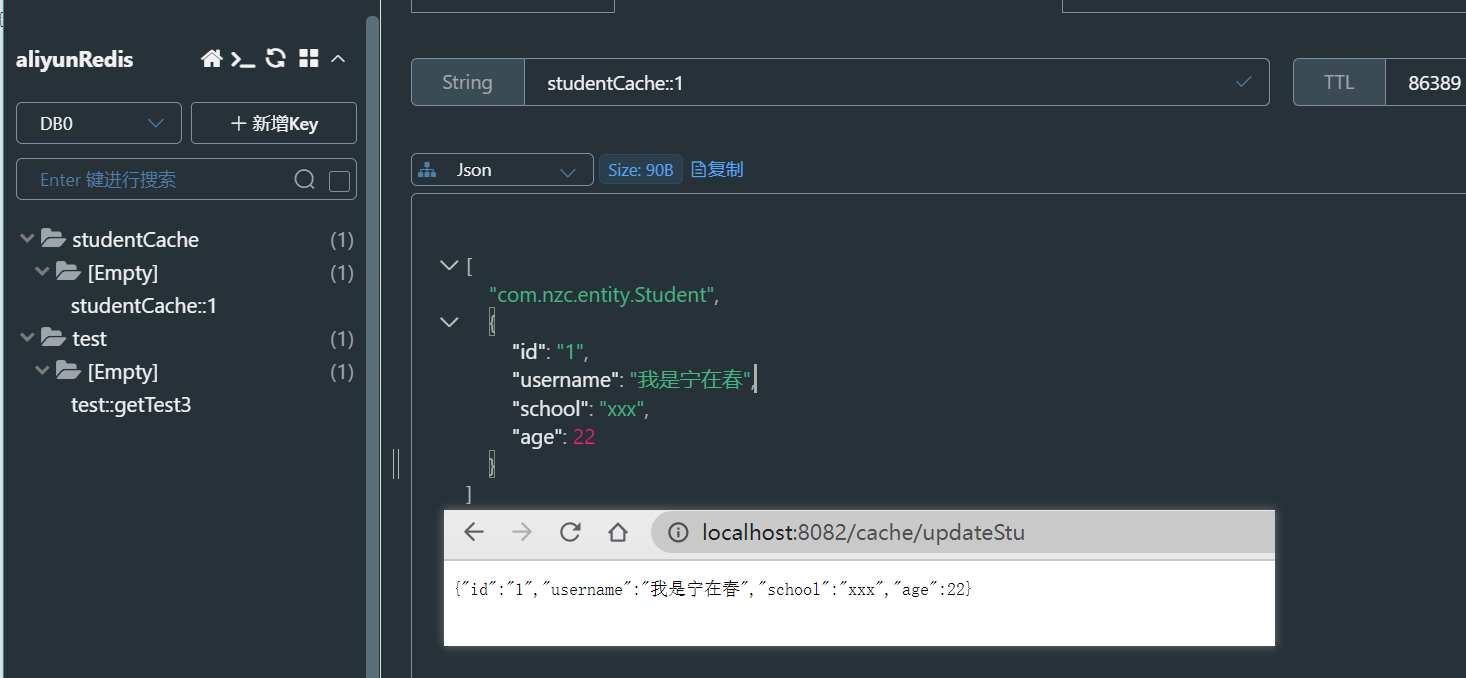 aliyunRedis
DB0
新增Key
Enter 键进行搜索
studentCache (1)
[Empty] (1)
studentCache::1
test (1)
[Empty] (1)
test::getTest3
String studentCache::1 TTL 86389
Json Size: 90B 复制
[
"com.nzc.entity.Student",
{
"id": "1",
"username": "我是宁在春",
"school": "xxx",
"age": 22
}
]
localhost:8082/cache/updateStu
{"id":"1","username":"我是宁在春","school":"xxx","age":22}